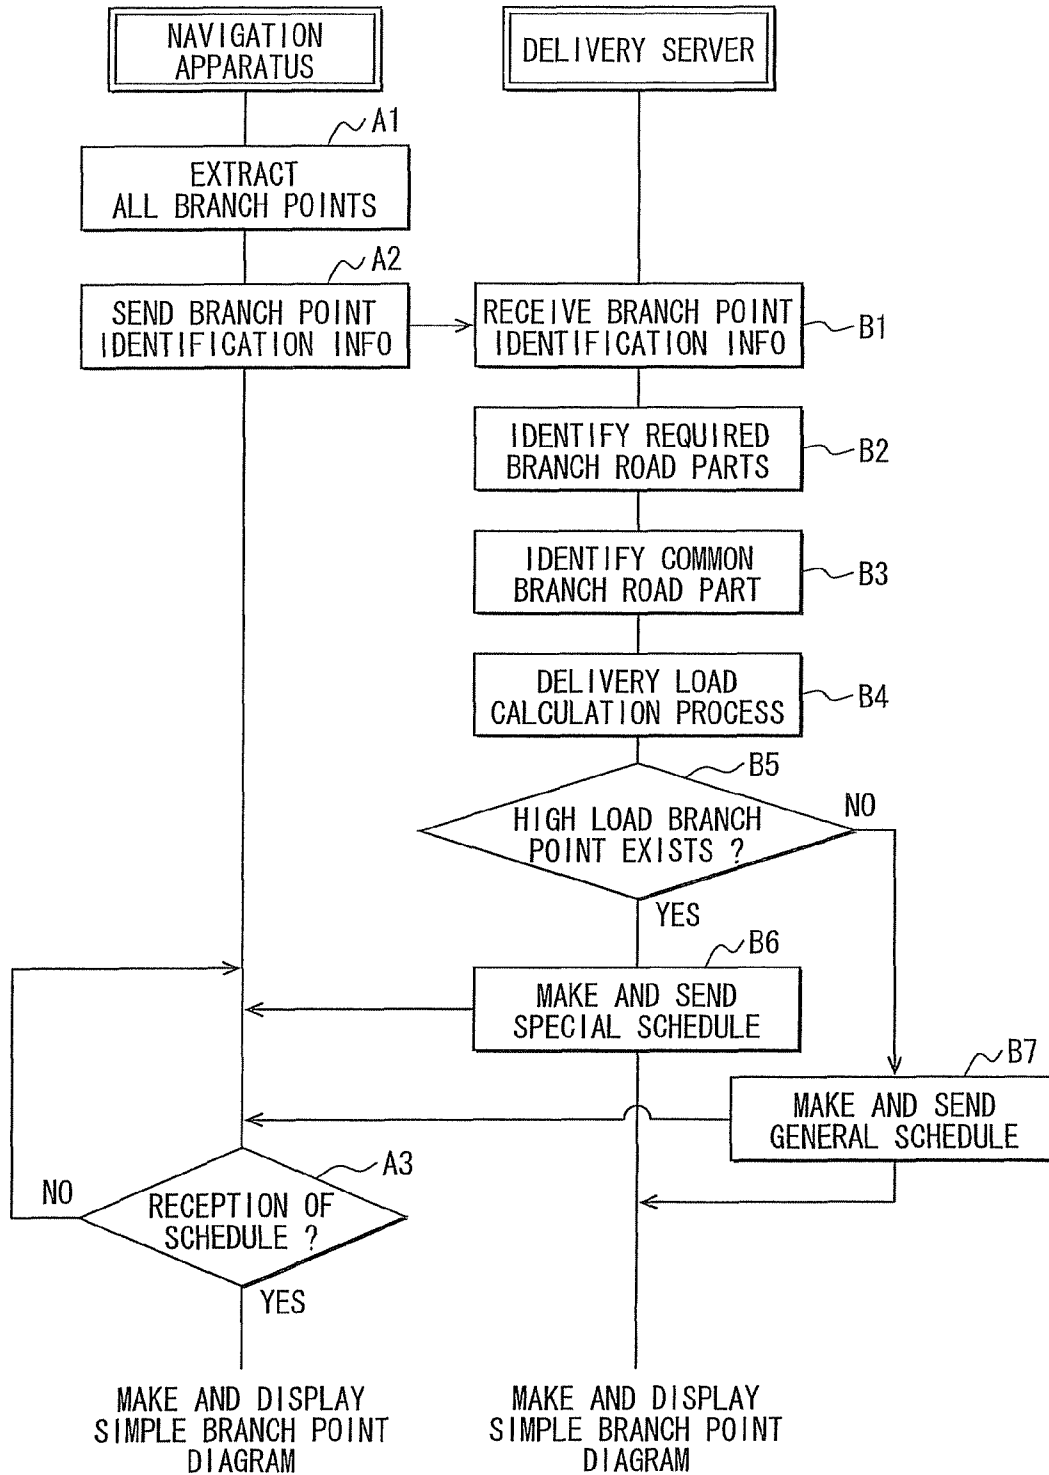 NAVIGATION
APPARATUS
DELIVERY SERVER
A1
EXTRACT
ALL BRANCH POINTS
A2
SEND BRANCH POINT
IDENTIFICATION INFO
RECEIVE BRANCH POINT
IDENTIFICATION INFO
B1
IDENTIFY REQUIRED
BRANCH ROAD PARTS
B2
IDENTIFY COMMON
BRANCH ROAD PART
B3
DELIVERY LOAD
CALCULATION PROCESS
B4
B5
HIGH LOAD BRANCH
POINT EXISTS ?
NO
YES
B6
MAKE AND SEND
SPECIAL SCHEDULE
B7
MAKE AND SEND
GENERAL SCHEDULE
A3
NO
RECEPTION OF
SCHEDULE ?
YES
MAKE AND DISPLAY
SIMPLE BRANCH POINT
DIAGRAM
MAKE AND DISPLAY
SIMPLE BRANCH POINT
DIAGRAM